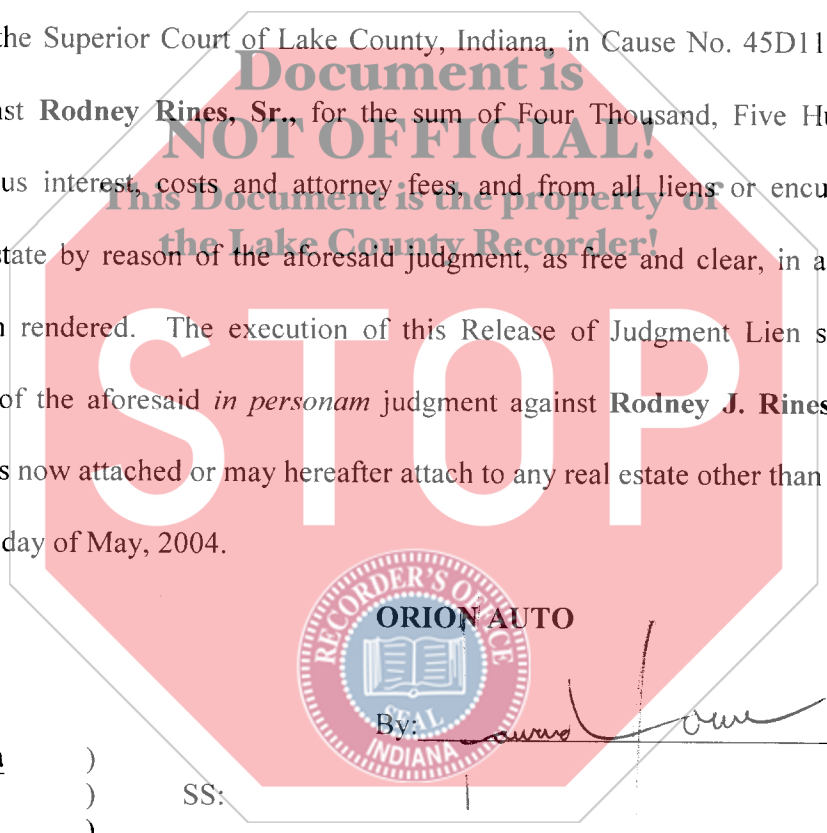 the Superior Court of Lake County, Indiana, in Cause No. 45D11
Document is
Rodney Rines, Sr., for the sum of Four Thousand, Five
NOT OFFICIAL!
us interest, costs and attorney fees, and from all liens or encu
This Document is the property of
the Lake County Recorder!
tate by reason of the aforesaid judgment, as free and clear, in a
rendered. The execution of this Release of Judgment Lien s
STOP
of the aforesaid in personam judgment against Rodney J. Rines
s now attached or may hereafter attach to any real estate other than
day of May, 2004.
RECORDER'S OFFICE
SEAL
INDIANA
ORION AUTO
By:
)
) SS:
)